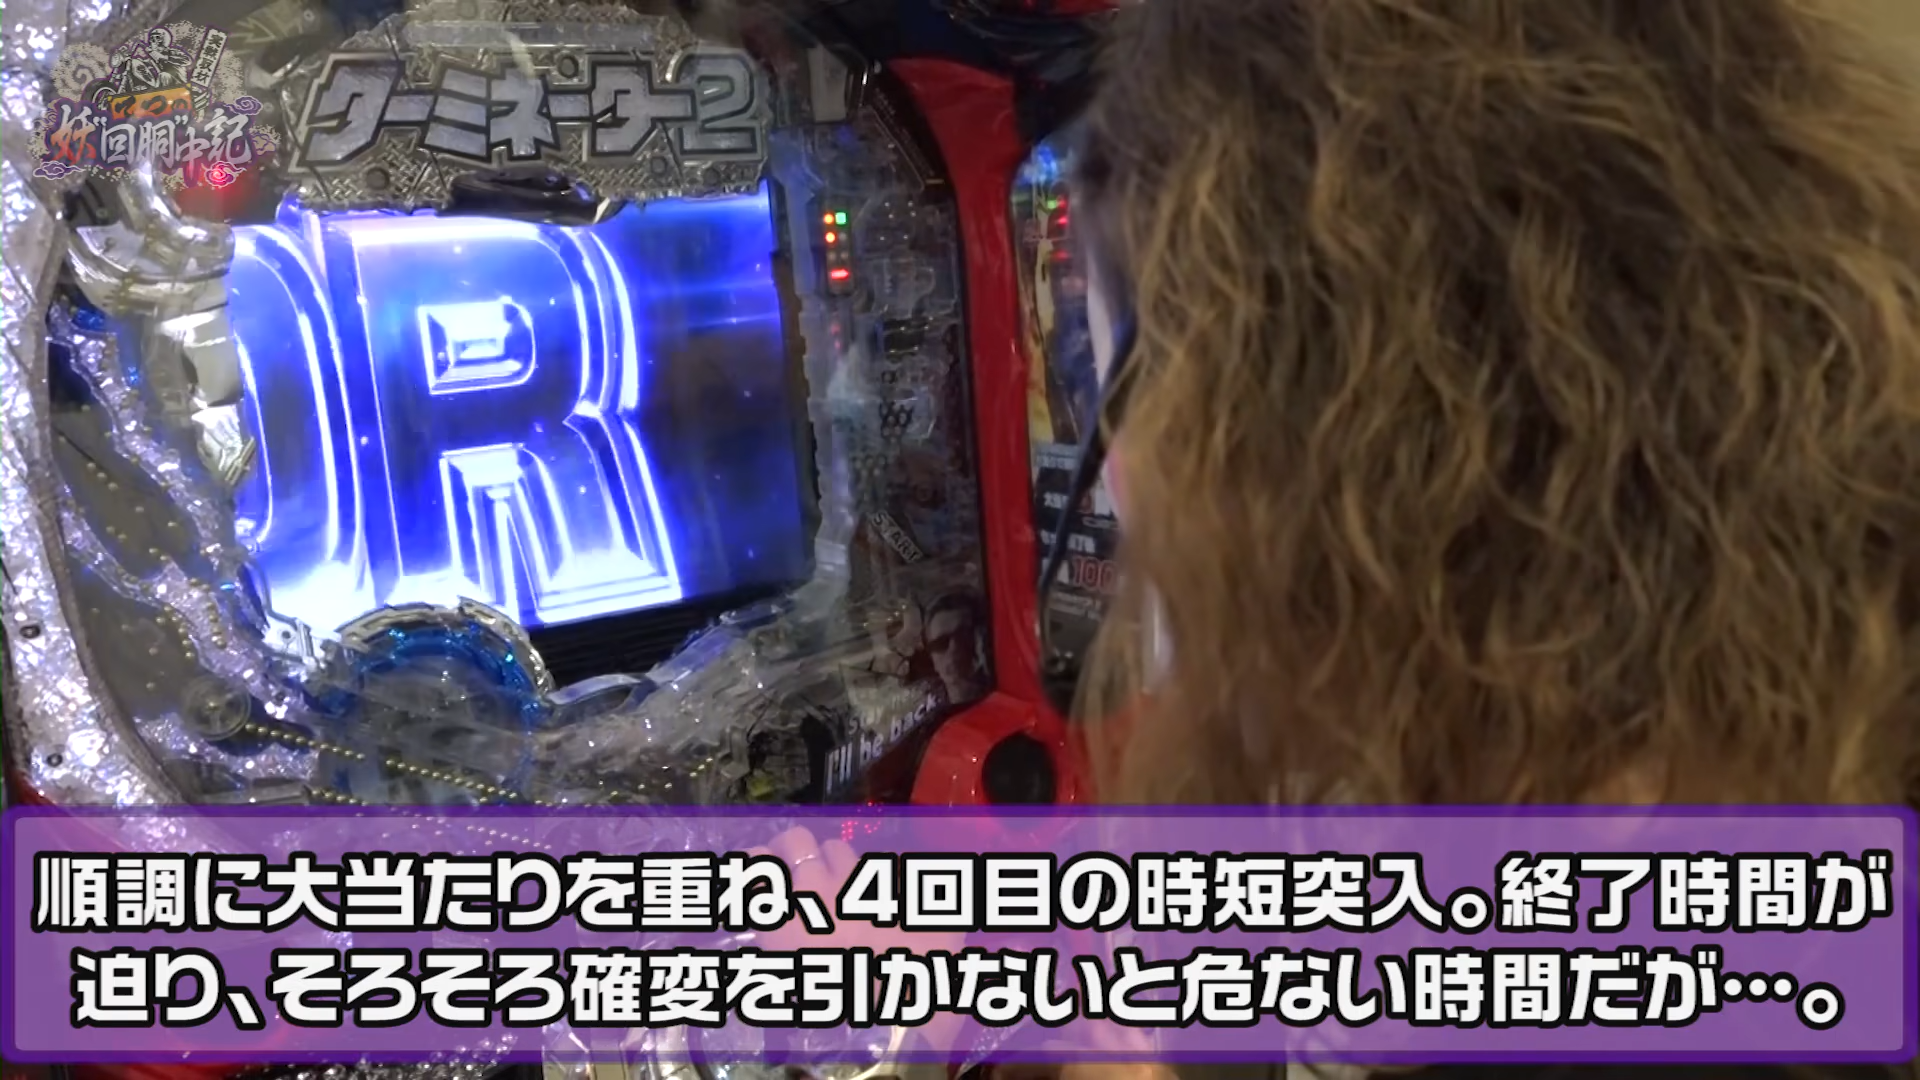 妖"回胴"中記
ターミネーター2
R
START
I'll be back
100
順調に大当たりを重ね、4回目の時短突入。終了時間が
迫り、そろそろ確変を引かないと危ない時間だが…。